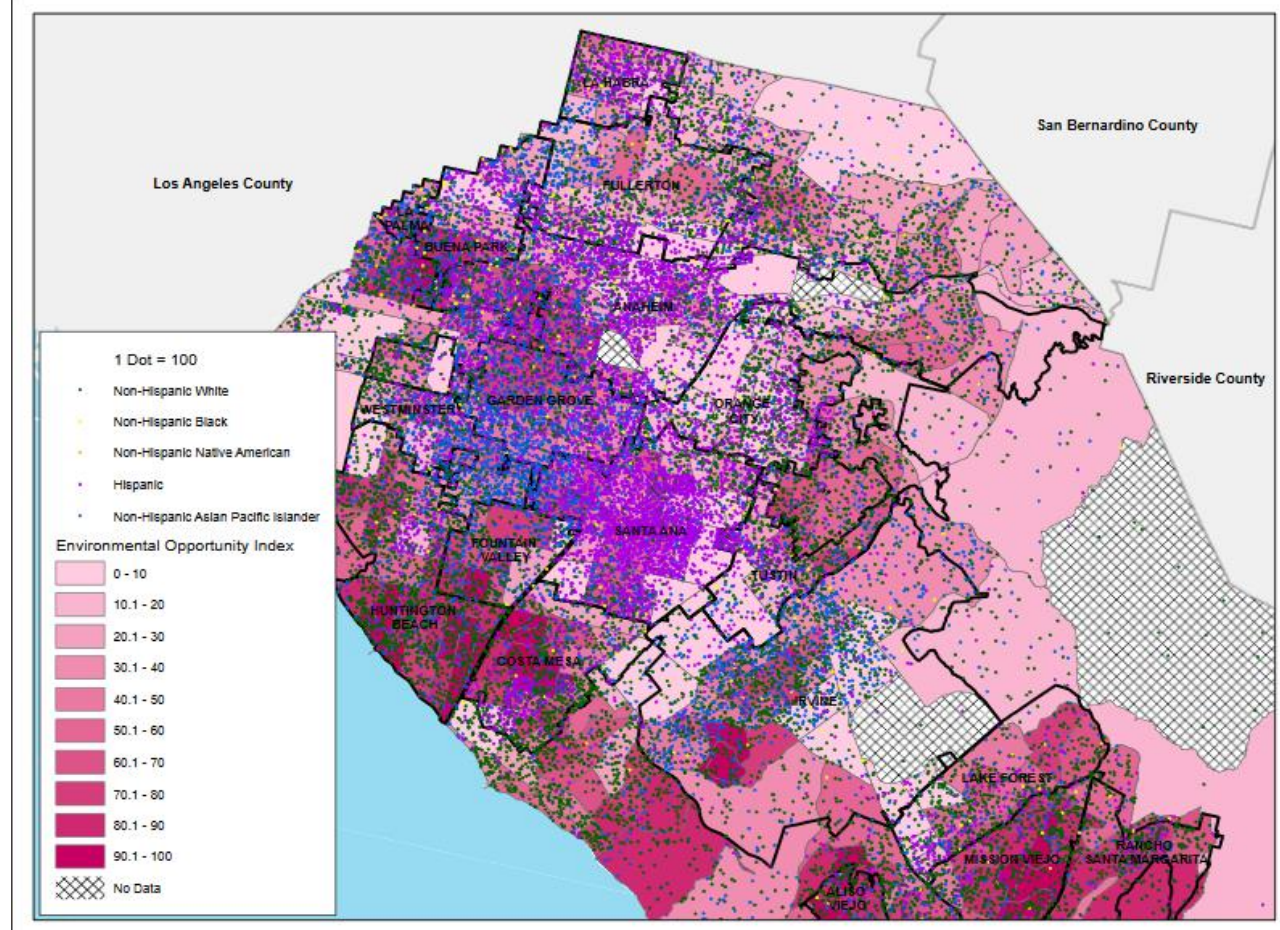 San Bernardino County
Los Angeles County
Riverside County
LA HABRA
FULLERTON
LA
PALMA
BUENA PARK
ANAHEIM
GARDEN GROVE
WESTMINSTER
ORANGE
CITY
SANTA ANA
FOUNTAIN
VALLEY
TUSTIN
HUNTINGTON
BEACH
COSTA MESA
IRVINE
LAKE FOREST
MISSION VIEJO
RANCHO
SANTA MARGARITA
ALISO
VIEJO
1 Dot = 100
Non-Hispanic White
Non-Hispanic Black
Non-Hispanic Native American
Hispanic
Non-Hispanic Asian Pacific Islander
Environmental Opportunity Index
0 - 10
10.1 - 20
20.1 - 30
30.1 - 40
40.1 - 50
50.1 - 60
60.1 - 70
70.1 - 80
80.1 - 90
90.1 - 100
No Data